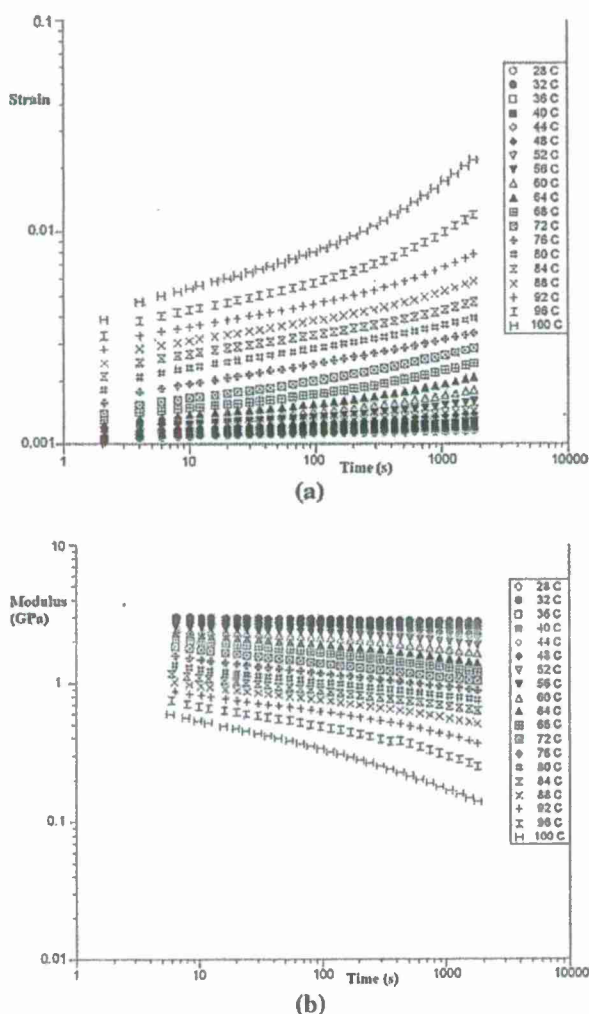 0.1
Strain
0.01
0.001
1
10
100
1000
10000
Time (s)
28 C
32 C
36 C
40 C
44 C
48 C
52 C
56 C
60 C
64 C
68 C
72 C
76 C
80 C
84 C
88 C
92 C
96 C
100 C
(a)
10
Modulus
(GPa)
1
0.1
0.01
1
10
100
1000
10000
Time (s)
28 C
32 C
36 C
40 C
44 C
48 C
52 C
56 C
60 C
64 C
68 C
72 C
76 C
80 C
84 C
88 C
92 C
96 C
100 C
(b)